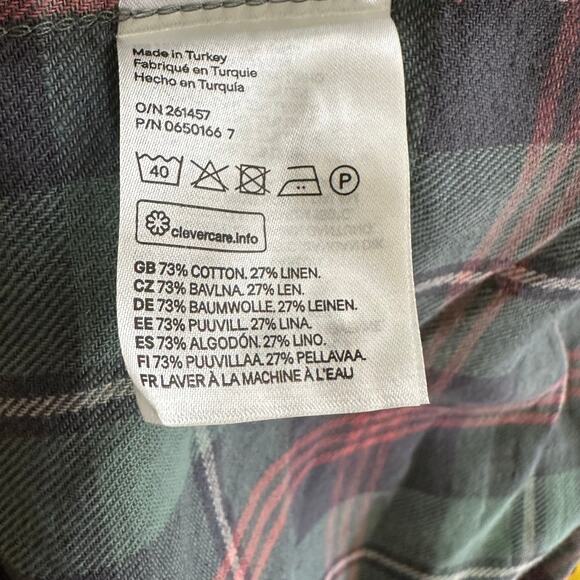 Made in Turkey
Fabriqué en Turquie
Hecho en Turquía
O/N 261457
P/N 0650166 7
40
P
clevercare.info
GB 73% COTTON. 27% LINEN.
CZ 73% BAVLNA. 27% LEN.
DE 73% BAUMWOLLE. 27% LEINEN.
EE 73% PUUVILL. 27% LINA.
ES 73% ALGODÓN. 27% LINO.
FI 73% PUUVILLAA. 27% PELLAVAA.
FR LAVER À LA MACHINE À L'EAU